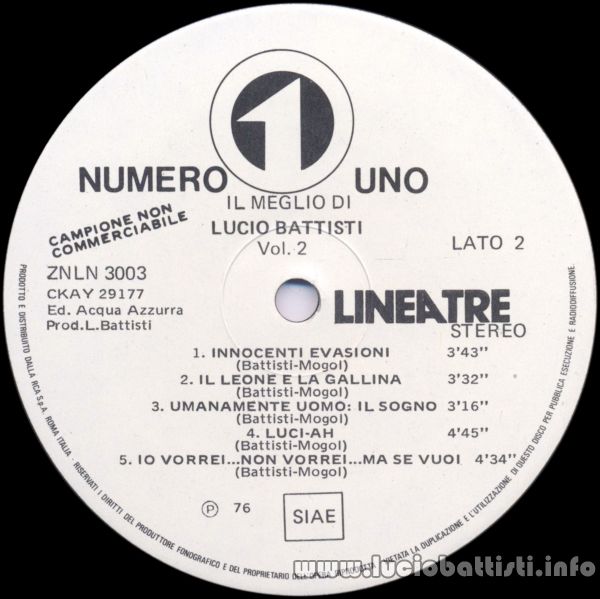 1
NUMERO UNO
IL MEGLIO DI
LUCIO BATTISTI
Vol. 2
CAMPIONE NON
COMMERCIABILE
LATO 2
ZNLN 3003
CKAY 29177
Ed. Acqua Azzurra
Prod.L.Battisti
LINEATRE
STEREO
1. INNOCENTI EVASIONI 3'43''
(Battisti-Mogol)
2. IL LEONE E LA GALLINA 3'32''
(Battisti-Mogol)
3. UMANAMENTE UOMO: IL SOGNO 3'16''
(Battisti-Mogol)
4. LUCI-AH 4'45''
(Battisti-Mogol)
5. IO VORREI...NON VORREI...MA SE VUOI 4'34''
(Battisti-Mogol)
P 76
SIAE
PRODOTTO E DISTRIBUITO DALLA RCA S.p.A. ROMA ITALIA - RISERVATI I DIRITTI DEL PRODUTTORE FONOGRAFICO E DEL PROPRIETARIO DELL'OPERA RIPRODOTTA - VIETATA LA DUPLICAZIONE E L'UTILIZZAZIONE DI QUESTO DISCO PER PUBBLICA ESECUZIONE E RADIODIFFUSIONE.
www.luciobattisti.info